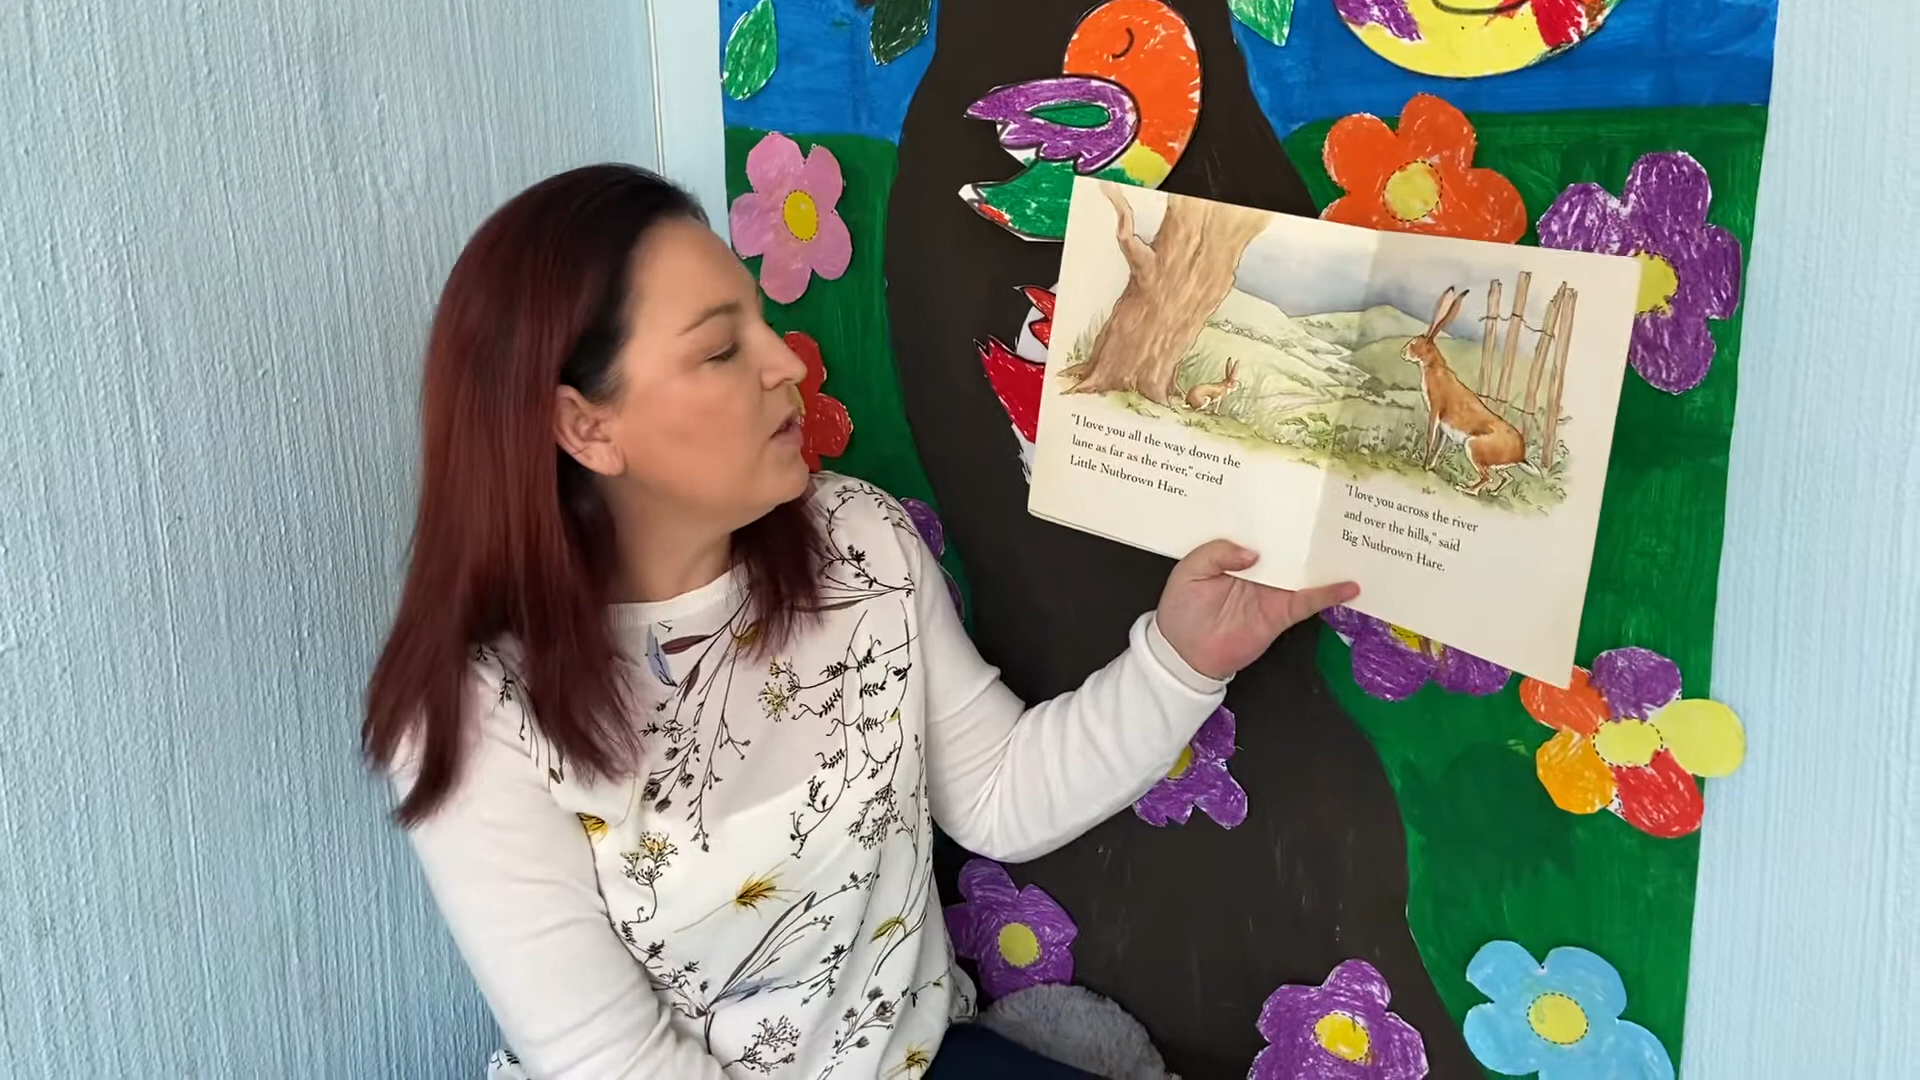 "I love you all the way down the
lane as far as the river," cried
Little Nutbrown Hare.
"I love you across the river
and over the hills," said
Big Nutbrown Hare.